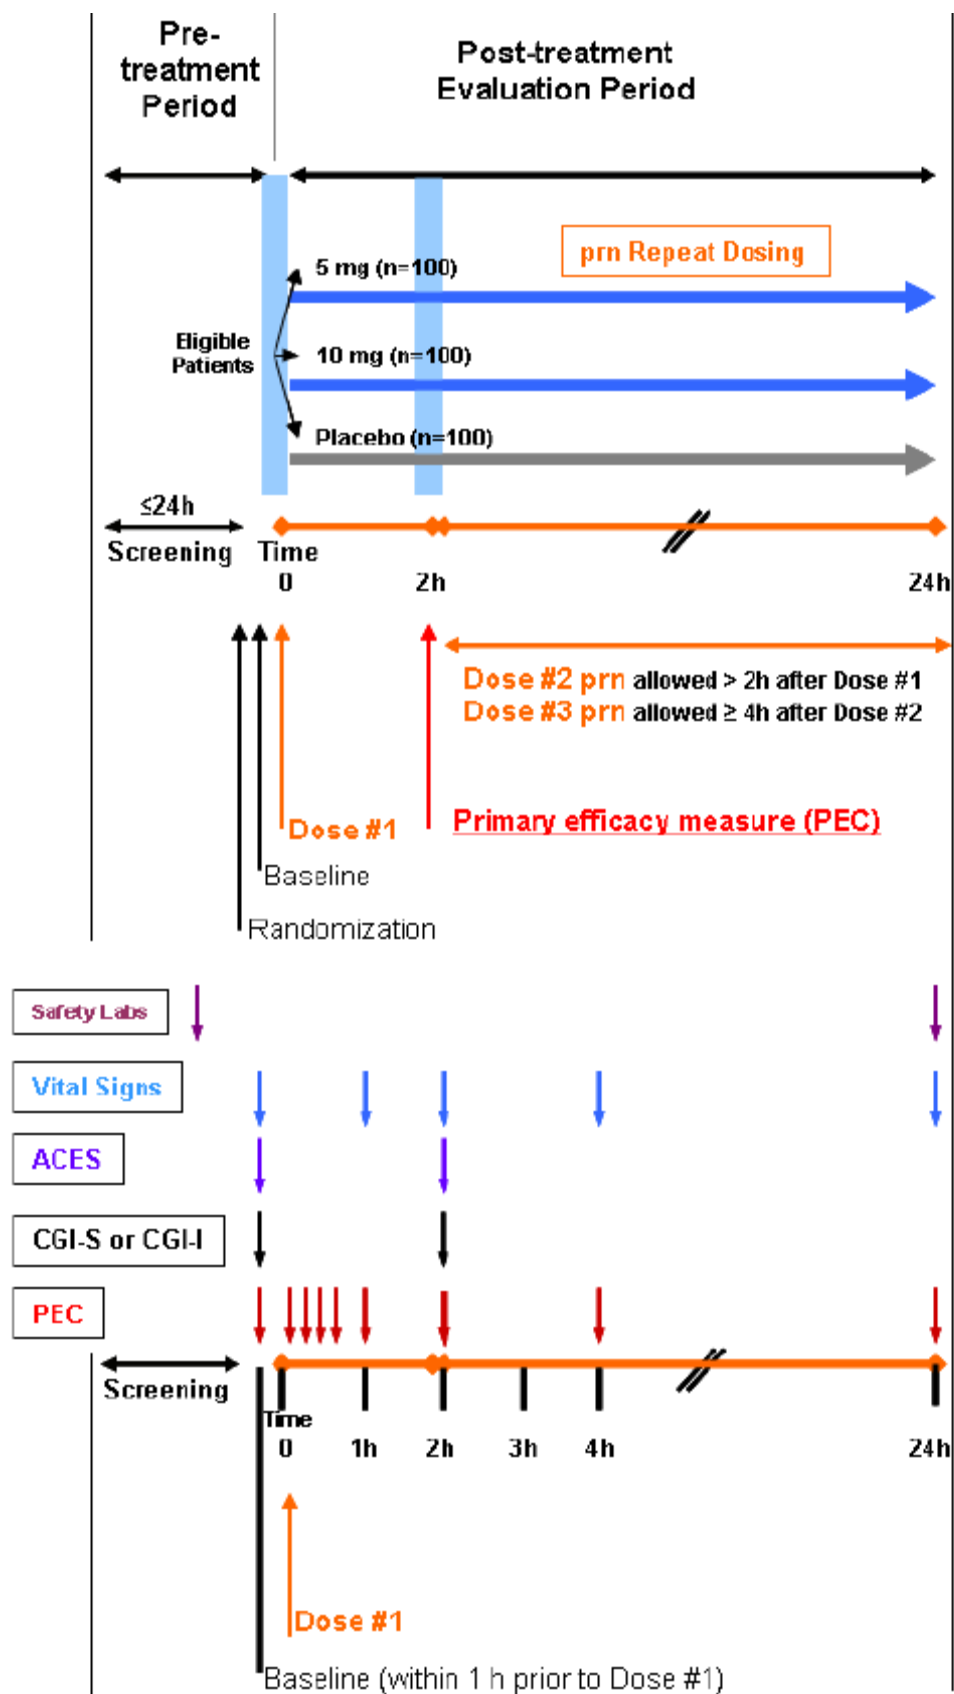 Pre-
treatment
Period
Post-treatment
Evaluation Period
prn Repeat Dosing
5 mg (n=100)
Eligible
Patients
10 mg (n=100)
Placebo (n=100)
≤24h
Screening
Time
0
2h
24h
Dose #2 prn allowed > 2h after Dose #1
Dose #3 prn allowed ≥ 4h after Dose #2
Dose #1
Primary efficacy measure (PEC)
Baseline
Randomization
Safety Labs
Vital Signs
ACES
CGI-S or CGI-I
PEC
Screening
Time
0
1h
2h
3h
4h
24h
Dose #1
Baseline (within 1 h prior to Dose #1)